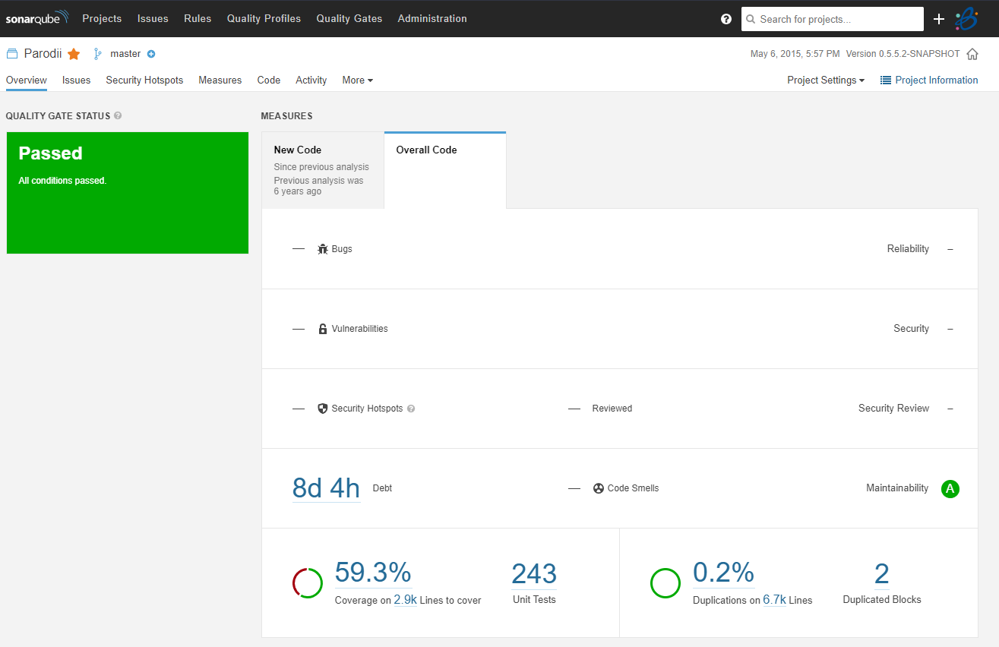 sonarqube Projects Issues Rules Quality Profiles Quality Gates Administration ? Search for projects... +
Parodii master May 6, 2015, 5:57 PM Version 0.5.5.2-SNAPSHOT
Overview Issues Security Hotspots Measures Code Activity More Project Settings Project Information
QUALITY GATE STATUS ?
Passed
All conditions passed.
MEASURES
New Code
Since previous analysis
Previous analysis was
6 years ago
Overall Code
— Bugs Reliability –
— Vulnerabilities Security –
— Security Hotspots ? — Reviewed Security Review –
8d 4h Debt — Code Smells Maintainability A
59.3%
Coverage on 2.9k Lines to cover
243
Unit Tests
0.2%
Duplications on 6.7k Lines
2
Duplicated Blocks